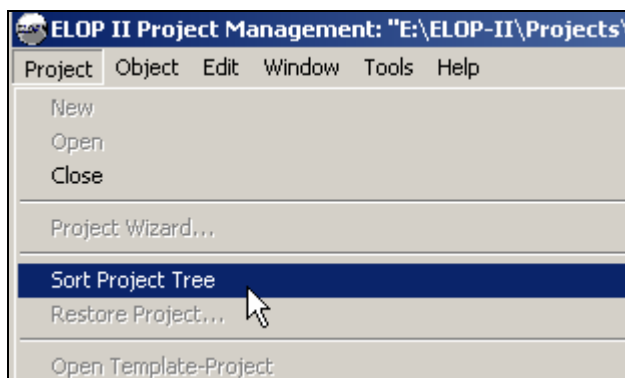 ELOP II Project Management: "E:\ELOP-II\Projects\
Project Object Edit Window Tools Help
New
Open
Close
Project Wizard...
Sort Project Tree
Restore Project...
Open Template-Project